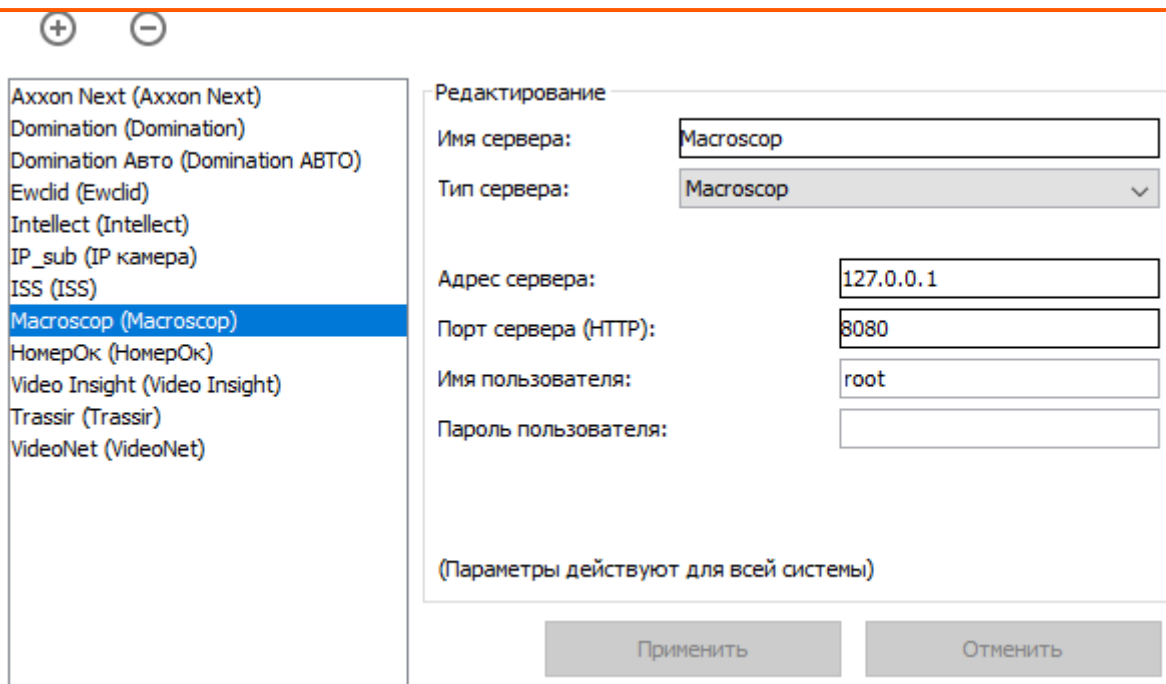 Axxon Next (Axxon Next)
Domination (Domination)
Domination Авто (Domination АВТО)
Ewclid (Ewclid)
Intellect (Intellect)
IP_sub (IP камера)
ISS (ISS)
Macroscop (Macroscop)
НомерОк (НомерОк)
Video Insight (Video Insight)
Trassir (Trassir)
VideoNet (VideoNet)
Редактирование
Имя сервера: Macroscop
Тип сервера: Macroscop
Адрес сервера: 127.0.0.1
Порт сервера (HTTP): 8080
Имя пользователя: root
Пароль пользователя:
(Параметры действуют для всей системы)
Применить Отменить